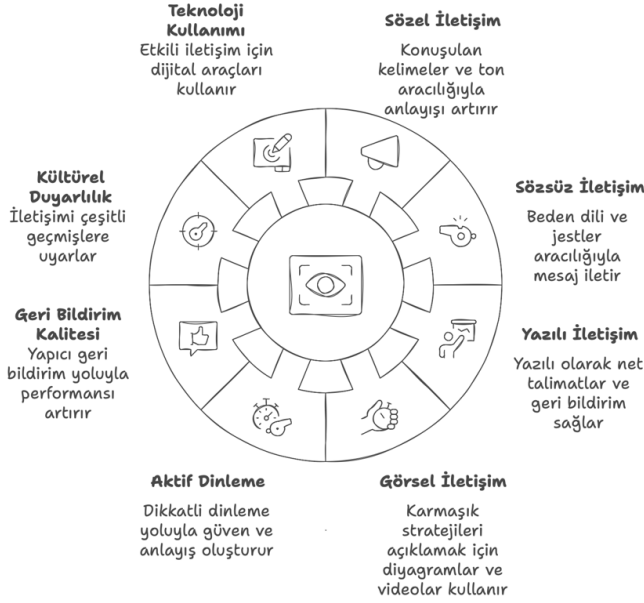 Teknoloji
Kullanımı
Etkili iletişim için
dijital araçları
kullanır
Sözel İletişim
Konuşulan
kelimeler ve ton
aracılığıyla
anlayışı artırır
Sözsüz İletişim
Beden dili ve
jestler
aracılığıyla
mesaj iletir
Yazılı İletişim
Yazılı olarak net
talimatlar ve
geri bildirim
sağlar
Görsel İletişim
Karmaşık
stratejileri
açıklamak için
diyagramlar ve
videolar kullanır
Aktif Dinleme
Dikkatli dinleme
yoluyla güven ve
anlayış oluşturur
Geri Bildirim
Kalitesi
Yapıcı geri
bildirim yoluyla
performansı
artırır
Kültürel
Duyarlılık
İletişimi çeşitli
geçmişlere
uyarlar